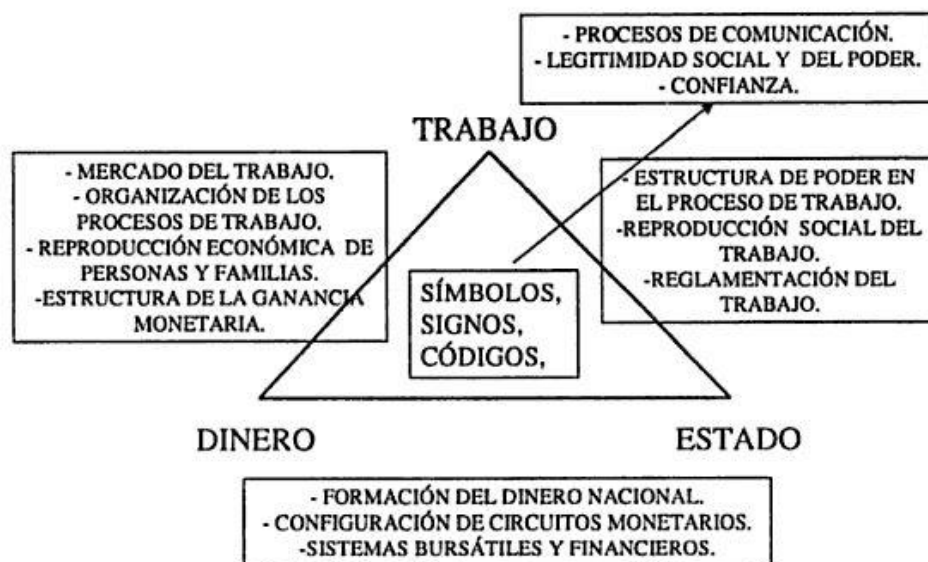 - PROCESOS DE COMUNICACIÓN.
- LEGITIMIDAD SOCIAL Y DEL PODER.
- CONFIANZA.
TRABAJO
- MERCADO DEL TRABAJO.
- ORGANIZACIÓN DE LOS
PROCESOS DE TRABAJO.
- REPRODUCCIÓN ECONÓMICA DE
PERSONAS Y FAMILIAS.
-ESTRUCTURA DE LA GANANCIA
MONETARIA.
- ESTRUCTURA DE PODER EN
EL PROCESO DE TRABAJO.
-REPRODUCCIÓN SOCIAL DEL
TRABAJO.
-REGLAMENTACIÓN DEL
TRABAJO.
SÍMBOLOS,
SIGNOS,
CÓDIGOS,
DINERO
ESTADO
- FORMACIÓN DEL DINERO NACIONAL.
- CONFIGURACIÓN DE CIRCUITOS MONETARIOS.
-SISTEMAS BURSÁTILES Y FINANCIEROS.